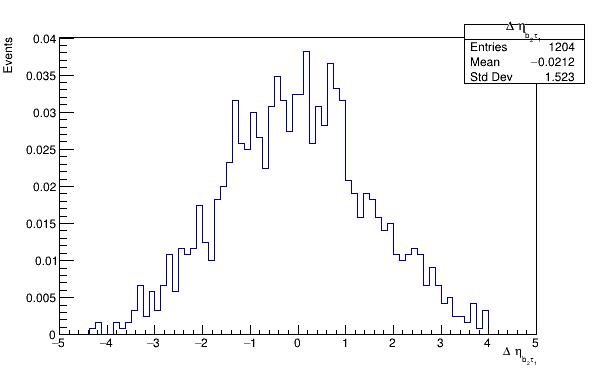 Δ η b₂τ₁
Entries 1204
Mean −0.0212
Std Dev 1.523
Events
0.04
0.035
0.03
0.025
0.02
0.015
0.01
0.005
0
−5 −4 −3 −2 −1 0 1 2 3 4 5
Δ η b₂τ₁